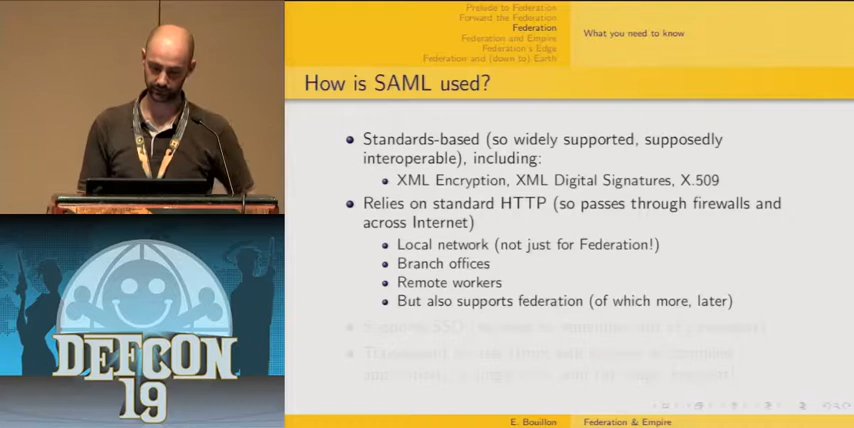 Prelude to Federation
Forward the Federation
Federation
Federation and Empire
Federation's Edge
Federation and (down to) Earth
What you need to know
How is SAML used?
Standards-based (so widely supported, supposedly
interoperable), including:
XML Encryption, XML Digital Signatures, X.509
Relies on standard HTTP (so passes through firewalls and
across Internet)
Local network (not just for Federation!)
Branch offices
Remote workers
But also supports federation (of which more, later)
E. Bouillon
Federation & Empire
DEFCON
19